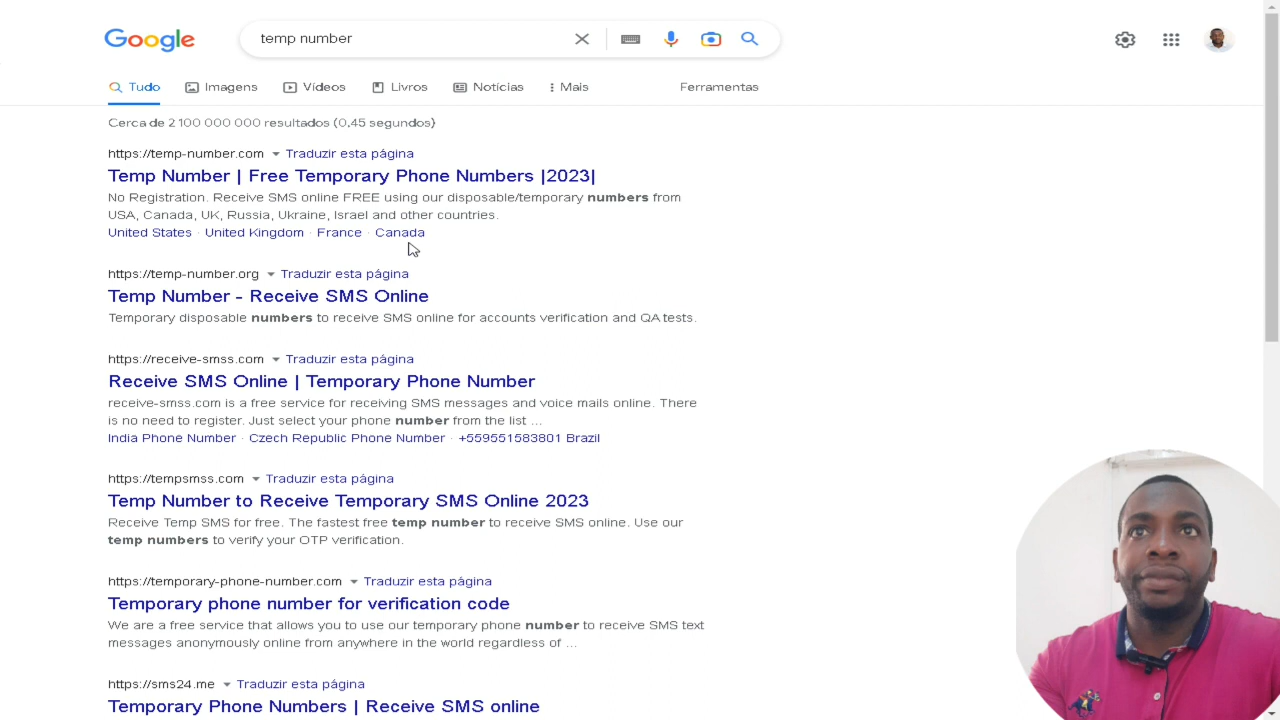 Google
temp number
Tudo Imagens Vídeos Livros Notícias Mais Ferramentas
Cerca de 2 100 000 000 resultados (0,45 segundos)
https://temp-number.com Traduzir esta página
Temp Number | Free Temporary Phone Numbers |2023|
No Registration. Receive SMS online FREE using our disposable/temporary numbers from
USA, Canada, UK, Russia, Ukraine, Israel and other countries.
United States · United Kingdom · France · Canada
https://temp-number.org Traduzir esta página
Temp Number - Receive SMS Online
Temporary disposable numbers to receive SMS online for accounts verification and QA tests.
https://receive-smss.com Traduzir esta página
Receive SMS Online | Temporary Phone Number
receive-smss.com is a free service for receiving SMS messages and voice mails online. There
is no need to register. Just select your phone number from the list ...
India Phone Number · Czech Republic Phone Number · +559551583801 Brazil
https://tempsmss.com Traduzir esta página
Temp Number to Receive Temporary SMS Online 2023
Receive Temp SMS for free. The fastest free temp number to receive SMS online. Use our
temp numbers to verify your OTP verification.
https://temporary-phone-number.com Traduzir esta página
Temporary phone number for verification code
We are a free service that allows you to use our temporary phone number to receive SMS text
messages anonymously online from anywhere in the world regardless of ...
https://sms24.me Traduzir esta página
Temporary Phone Numbers | Receive SMS online